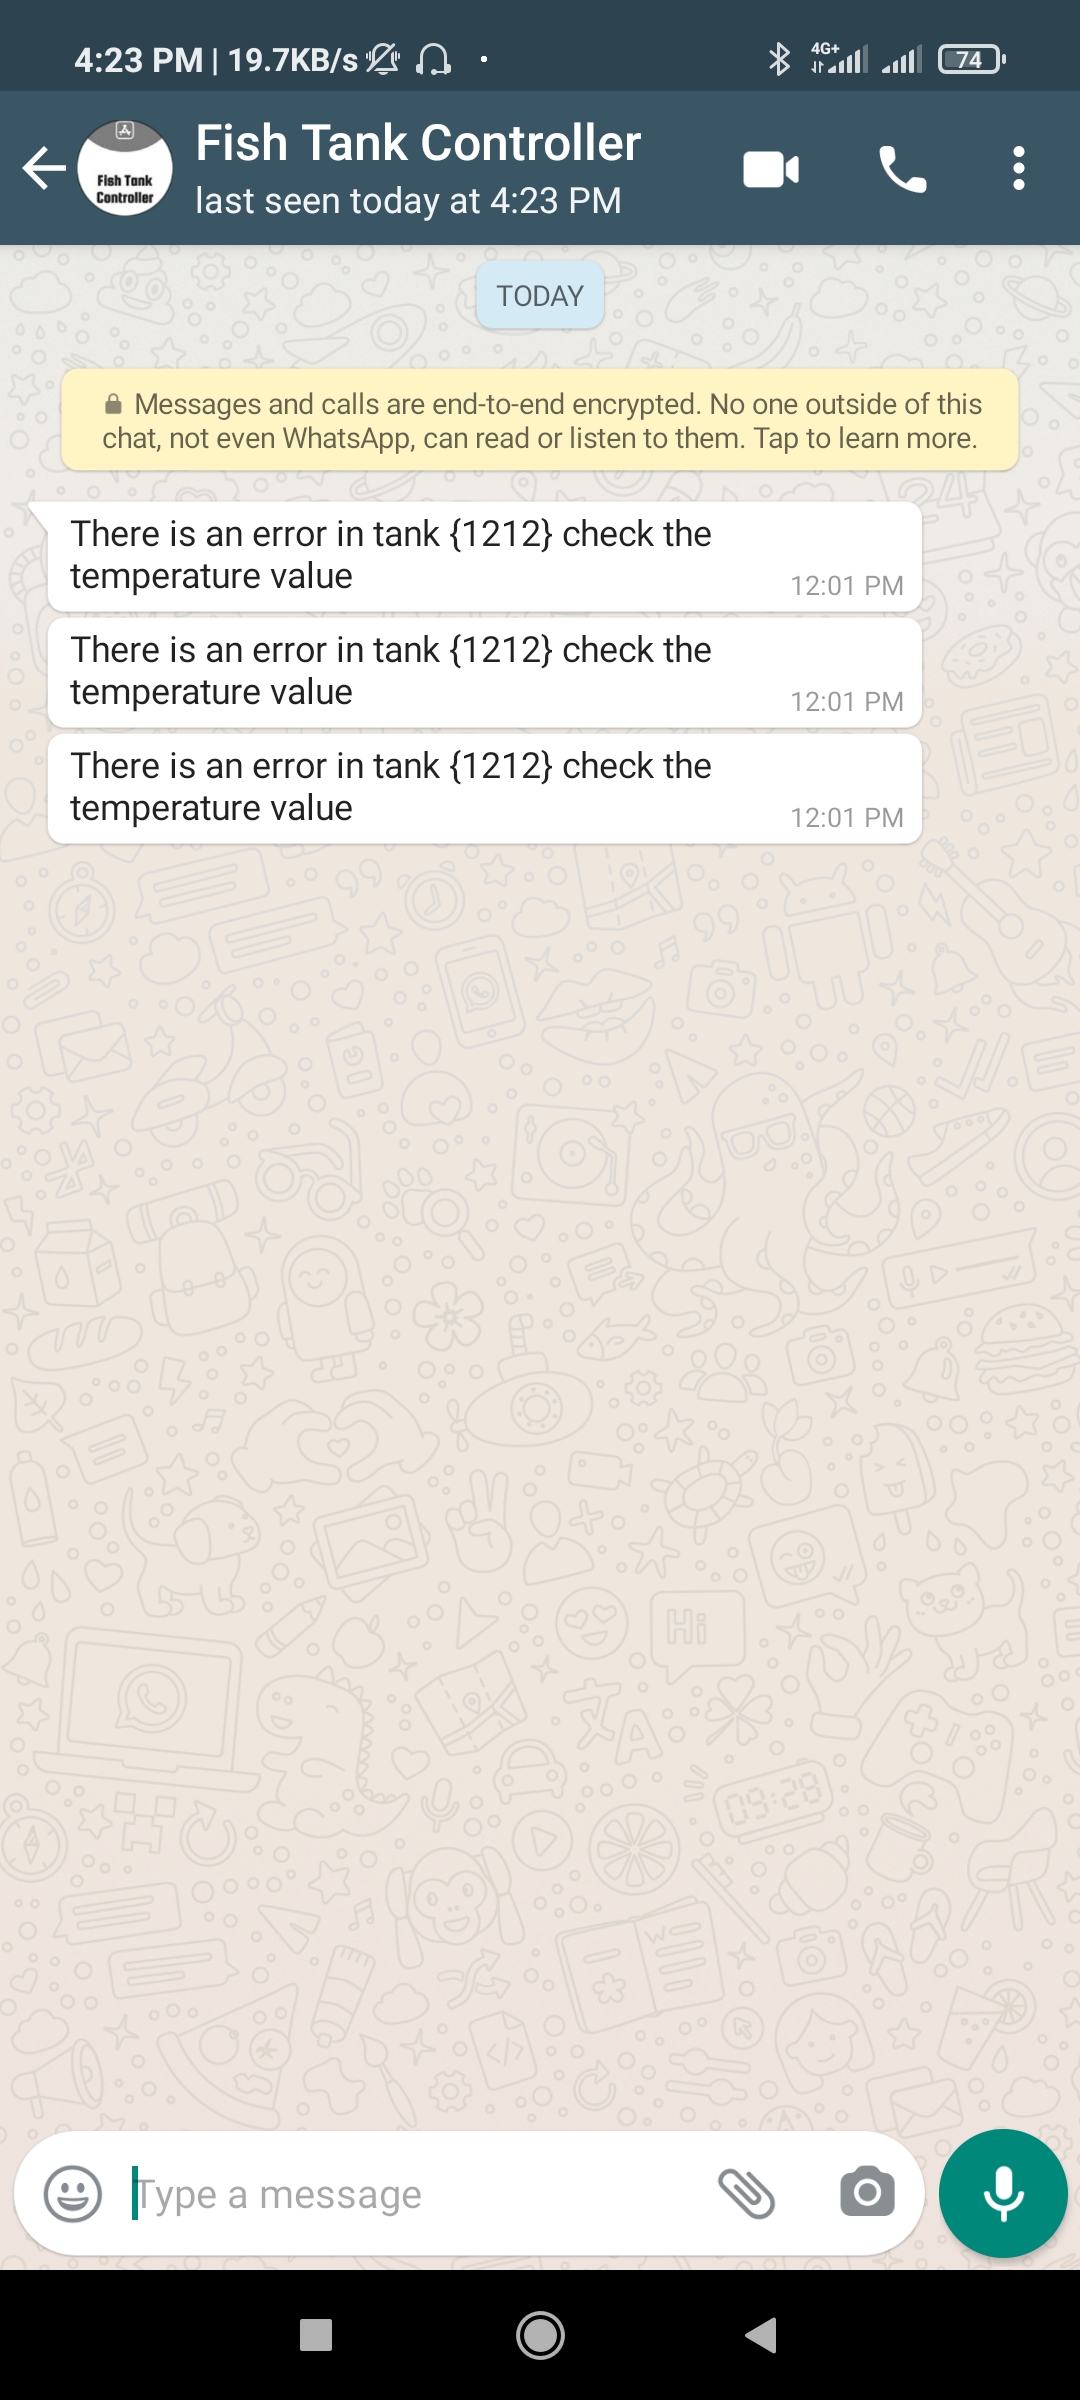 4:23 PM | 19.7KB/s
4G+
74
Fish Tank
Controller
Fish Tank Controller
last seen today at 4:23 PM
TODAY
Messages and calls are end-to-end encrypted. No one outside of this
chat, not even WhatsApp, can read or listen to them. Tap to learn more.
There is an error in tank {1212} check the
temperature value
12:01 PM
There is an error in tank {1212} check the
temperature value
12:01 PM
There is an error in tank {1212} check the
temperature value
12:01 PM
Hi
09:28
Type a message